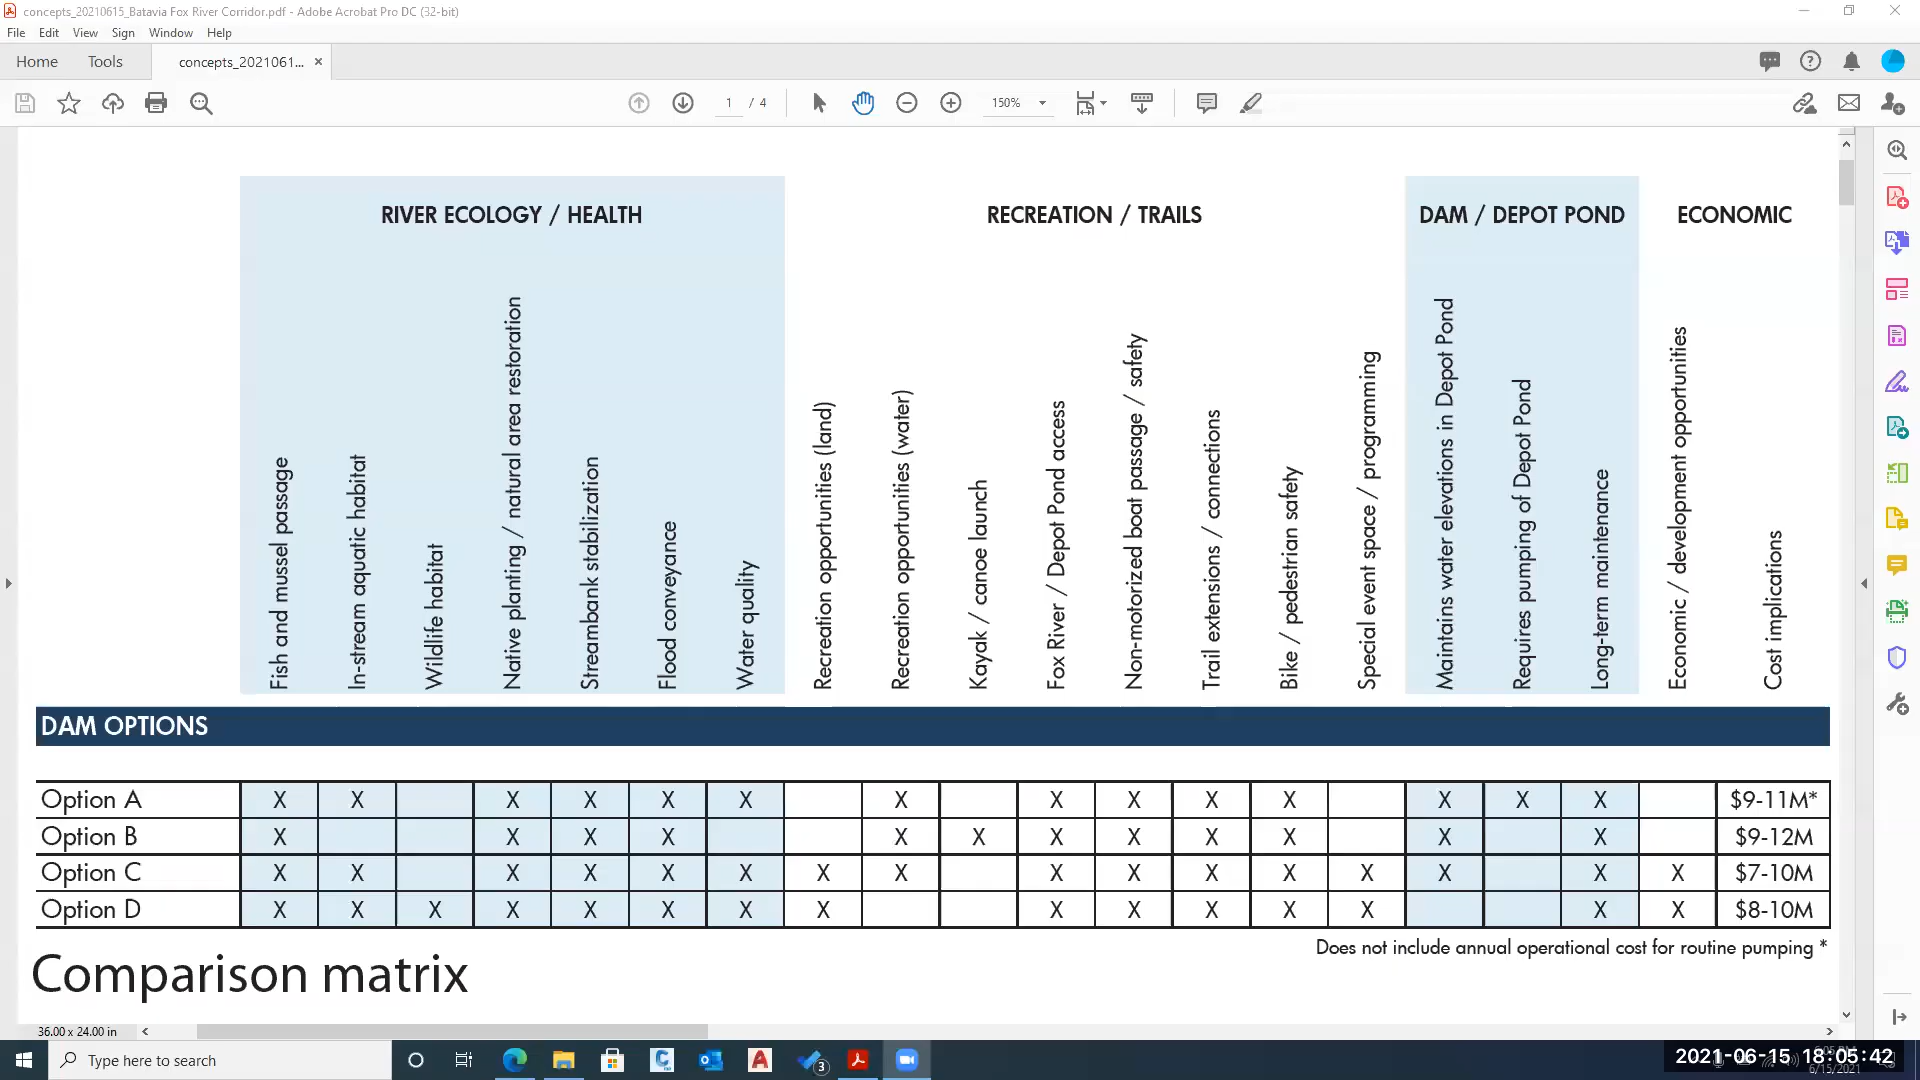 concepts_20210615_Batavia Fox River Corridor.pdf - Adobe Acrobat Pro DC (32-bit)
File Edit View Sign Window Help
Home Tools concepts_2021061... ×
1 / 4 150%
RIVER ECOLOGY / HEALTH RECREATION / TRAILS DAM / DEPOT POND ECONOMIC
Fish and mussel passage
In-stream aquatic habitat
Wildlife habitat
Native planting / natural area restoration
Streambank stabilization
Flood conveyance
Water quality
Recreation opportunities (land)
Recreation opportunities (water)
Kayak / canoe launch
Fox River / Depot Pond access
Non-motorized boat passage / safety
Trail extensions / connections
Bike / pedestrian safety
Special event space / programming
Maintains water elevations in Depot Pond
Requires pumping of Depot Pond
Long-term maintenance
Economic / development opportunities
Cost implications
DAM OPTIONS
Option A X X X X X X X X X X X X X X $9-11M*
Option B X X X X X X X X X X X X $9-12M
Option C X X X X X X X X X X X X X X X X $7-10M
Option D X X X X X X X X X X X X X X X $8-10M
Does not include annual operational cost for routine pumping *
Comparison matrix
36.00 x 24.00 in
Type here to search
3
2021-06-15 18:05:42
6/15/2021